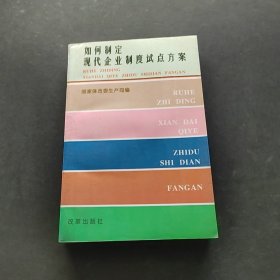 如何制定
现代企业制度试点方案
RUHE ZHIDING
XIANDAI QIYE ZHIDU SHIDIAN FANGAN
国家体改委生产司编
RUHE
ZHI DING
XIAN DAI
QIYE
ZHIDU
SHI DIAN
FANGAN
改革出版社